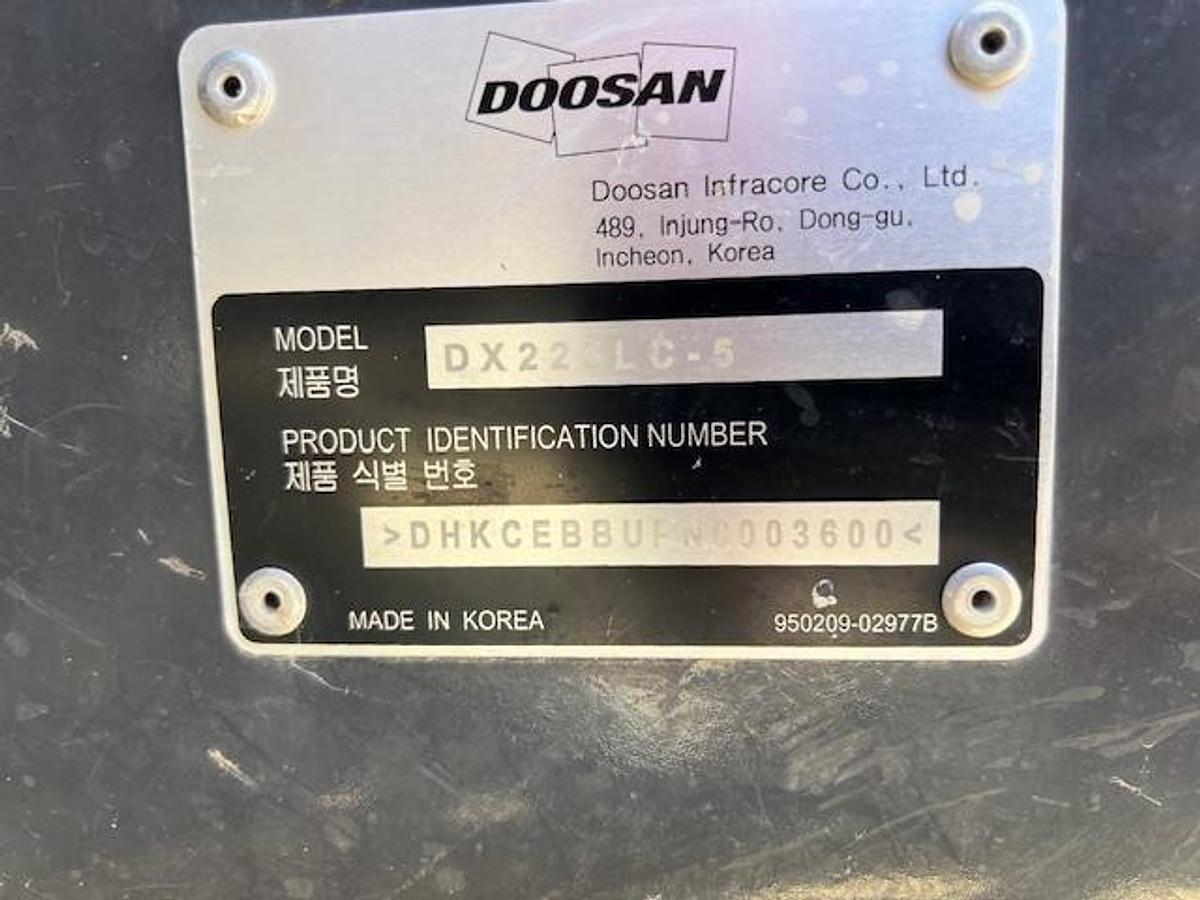 DOOSAN
Doosan Infracore Co., Ltd.
489, Injung-Ro, Dong-gu,
Incheon, Korea
MODEL
제품명
PRODUCT IDENTIFICATION NUMBER
제품 식별 번호
MADE IN KOREA
950209-02977B